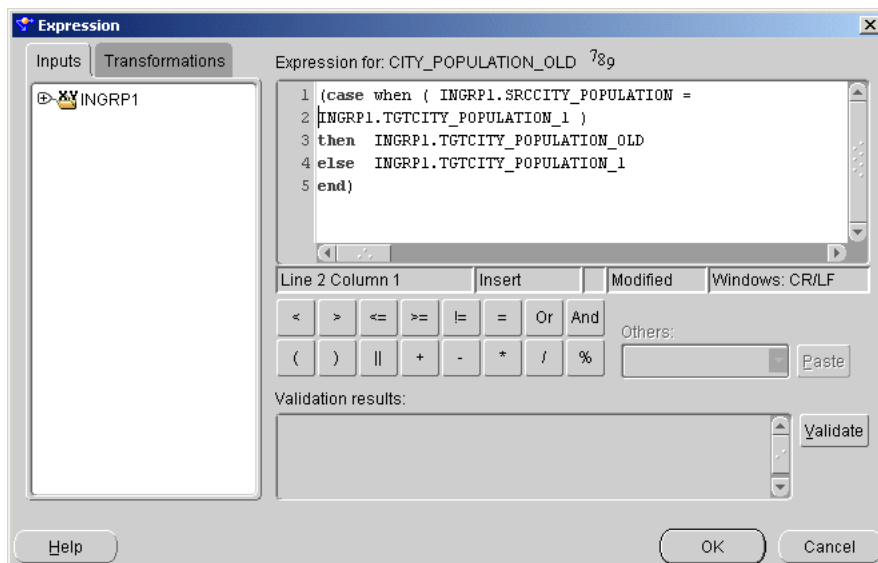 Expression
Inputs
Transformations
INGRP1
Expression for: CITY_POPULATION_OLD 789
1 (case when ( INGRP1.SRCCITY_POPULATION =
2 INGRP1.TGTCITY_POPULATION_1 )
3 then INGRP1.TGTCITY_POPULATION_OLD
4 else INGRP1.TGTCITY_POPULATION_1
5 end)
Line 2 Column 1 Insert Modified Windows: CR/LF
< > <= >= != = Or And
( ) || + - * / %
Others:
Paste
Validation results:
Validate
Help OK Cancel